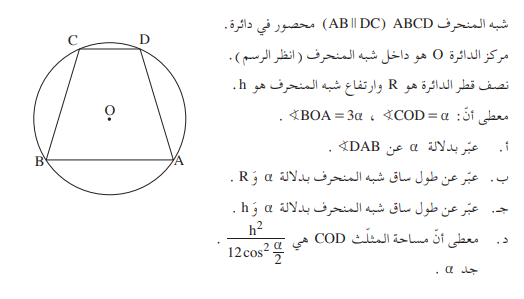 شبه المنحرف ABCD (AB || DC) محصور في دائرة.
مركز الدائرة O هو داخل شبه المنحرف (انظر الرسم).
نصف قطر الدائرة هو R وارتفاع شبه المنحرف هو h.
معطى أنّ: ∢COD = α ، ∢BOA = 3α .
أ. عبّر بدلالة α عن ∢DAB .
ب. عبّر عن طول ساق شبه المنحرف بدلالة α وَ R .
جـ. عبّر عن طول ساق شبه المنحرف بدلالة α وَ h .
د. معطى أنّ مساحة المثلّث COD هي h² / 12cos² α/2 .
جد α .
C D
O
B A